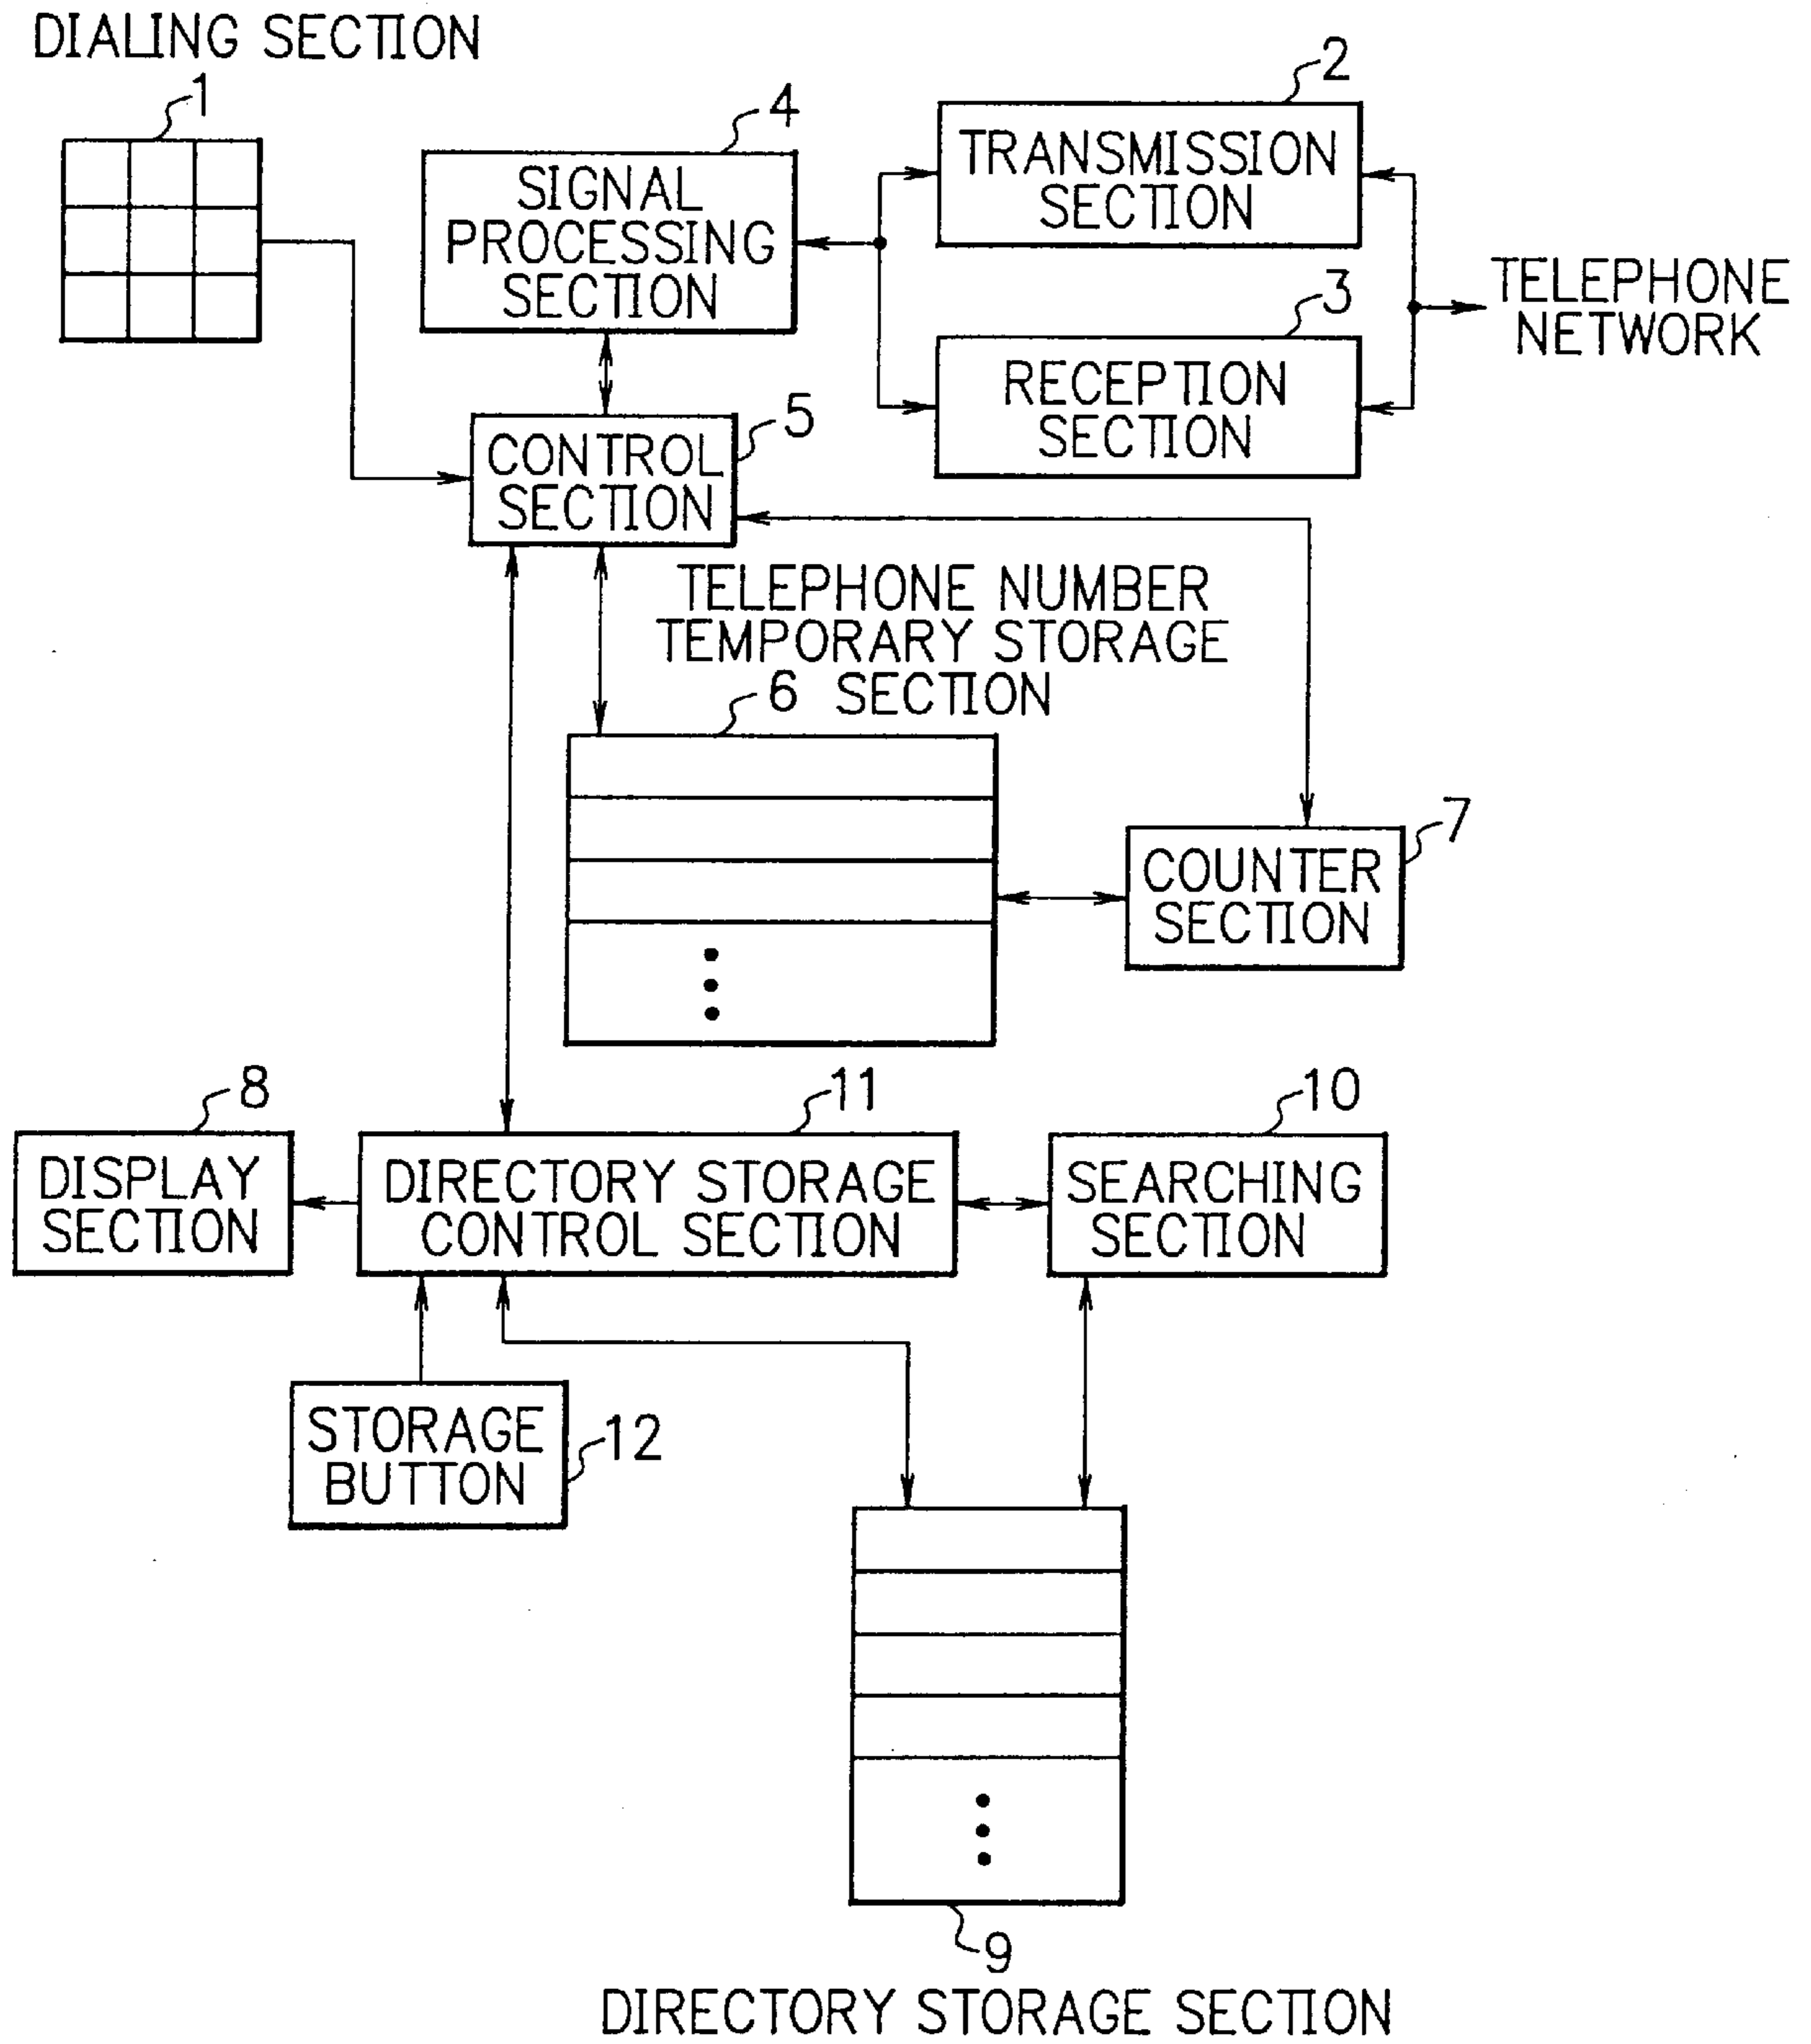 DIALING SECTION
1
2
4
TRANSMISSION
SECTION
SIGNAL
PROCESSING
SECTION
3
TELEPHONE
NETWORK
RECEPTION
SECTION
5
CONTROL
SECTION
TELEPHONE NUMBER
TEMPORARY STORAGE
6 SECTION
7
COUNTER
SECTION
8
11
10
DISPLAY
SECTION
DIRECTORY STORAGE
CONTROL SECTION
SEARCHING
SECTION
STORAGE
BUTTON
12
9
DIRECTORY STORAGE SECTION